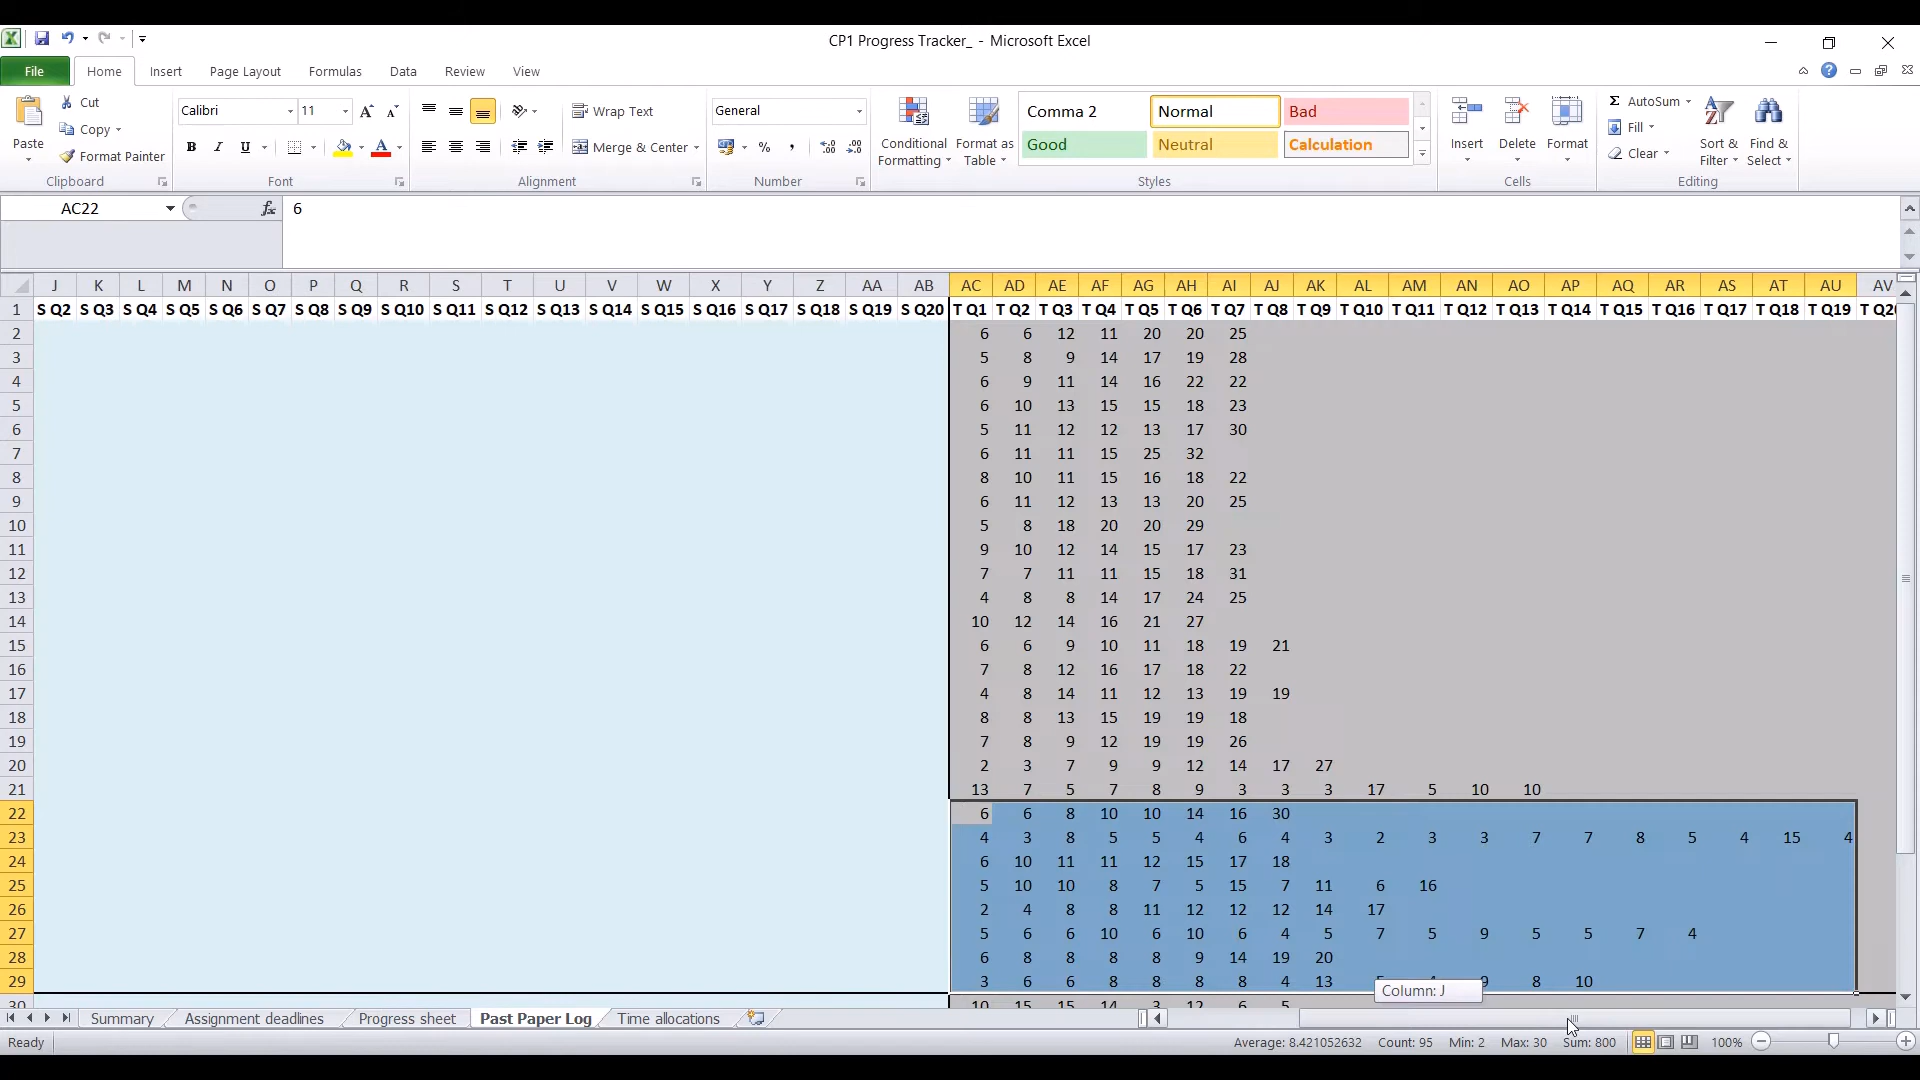 CP1 Progress Tracker_ - Microsoft Excel
File Home Insert Page Layout Formulas Data Review View
Paste
Cut
Copy
Format Painter
Clipboard
Calibri 11
B I U
Font
Wrap Text
Merge & Center
Alignment
General
Number
Conditional Formatting
Format as Table
Comma 2 Normal Bad
Good Neutral Calculation
Styles
Insert Delete Format
Cells
AutoSum
Fill
Clear
Sort & Filter
Find & Select
Editing
AC22 fx 6
J K L M N O P Q R S T U V W X Y Z AA AB AC AD AE AF AG AH AI AJ AK AL AM AN AO AP AQ AR AS AT AU AV
1 S Q2 S Q3 S Q4 S Q5 S Q6 S Q7 S Q8 S Q9 S Q10 S Q11 S Q12 S Q13 S Q14 S Q15 S Q16 S Q17 S Q18 S Q19 S Q20 T Q1 T Q2 T Q3 T Q4 T Q5 T Q6 T Q7 T Q8 T Q9 T Q10 T Q11 T Q12 T Q13 T Q14 T Q15 T Q16 T Q17 T Q18 T Q19 T Q20
2 6 6 12 11 20 20 25
3 5 8 9 14 17 19 28
4 6 9 11 14 16 22 22
5 6 10 13 15 15 18 23
6 5 11 12 12 13 17 30
7 6 11 11 15 25 32
8 8 10 11 15 16 18 22
9 6 11 12 13 13 20 25
10 5 8 18 20 20 29
11 9 10 12 14 15 17 23
12 7 7 11 11 15 18 31
13 4 8 8 14 17 24 25
14 10 12 14 16 21 27
15 6 6 9 10 11 18 19 21
16 7 8 12 16 17 18 22
17 4 8 14 11 12 13 19 19
18 8 8 13 15 19 19 18
19 7 8 9 12 19 19 26
20 2 3 7 9 9 12 14 17 27
21 13 7 5 7 8 9 3 3 3 17 5 10 10
22 6 6 8 10 10 14 16 30
23 4 3 8 5 5 4 6 4 3 2 3 3 7 7 8 5 4 15 4
24 6 10 11 11 12 15 17 18
25 5 10 10 8 7 5 15 7 11 6 16
26 2 4 8 8 11 12 12 12 14 17
27 5 6 6 10 6 10 6 4 5 7 5 9 5 5 7 4
28 6 8 8 8 8 9 14 19 20
29 3 6 6 8 8 8 8 4 13 9 8 10
Column: J
30 10 15 15 14 3 12 6 5
Summary Assignment deadlines Progress sheet Past Paper Log Time allocations
Ready Average: 8.421052632 Count: 95 Min: 2 Max: 30 Sum: 800 100%